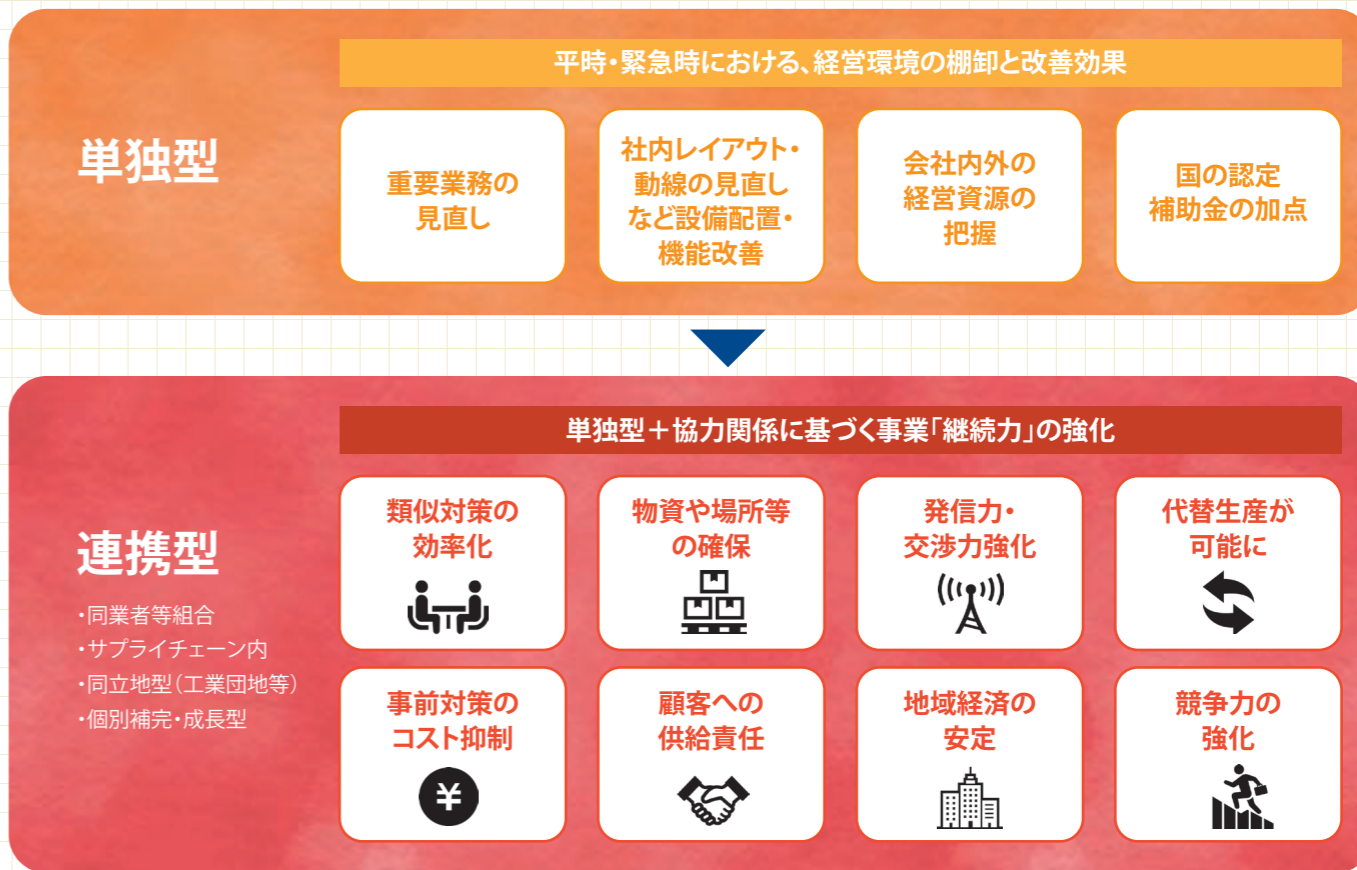 単独型
平時・緊急時における、経営環境の棚卸と改善効果
重要業務の
見直し
社内レイアウト・
動線の見直し
など設備配置・
機能改善
会社内外の
経営資源の
把握
国の認定
補助金の加点
連携型
・同業者等組合
・サプライチェーン内
・同立地型(工業団地等)
・個別補完・成長型
単独型＋協力関係に基づく事業「継続力」の強化
類似対策の
効率化
物資や場所等
の確保
発信力・
交渉力強化
代替生産が
可能に
事前対策の
コスト抑制
¥
顧客への
供給責任
地域経済の
安定
競争力の
強化